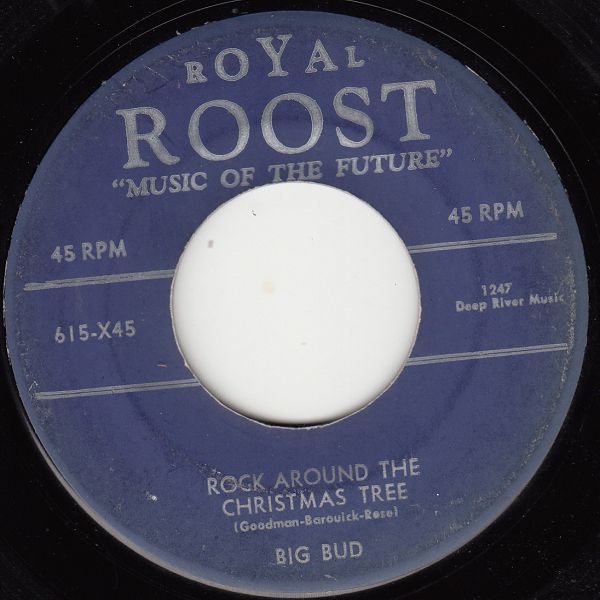 ROYAL
ROOST
"MUSIC OF THE FUTURE"
45 RPM
45 RPM
1247
Deep River Music
615-X45
ROCK AROUND THE
CHRISTMAS TREE
(Goodman-Barouick-Rose)
BIG BUD